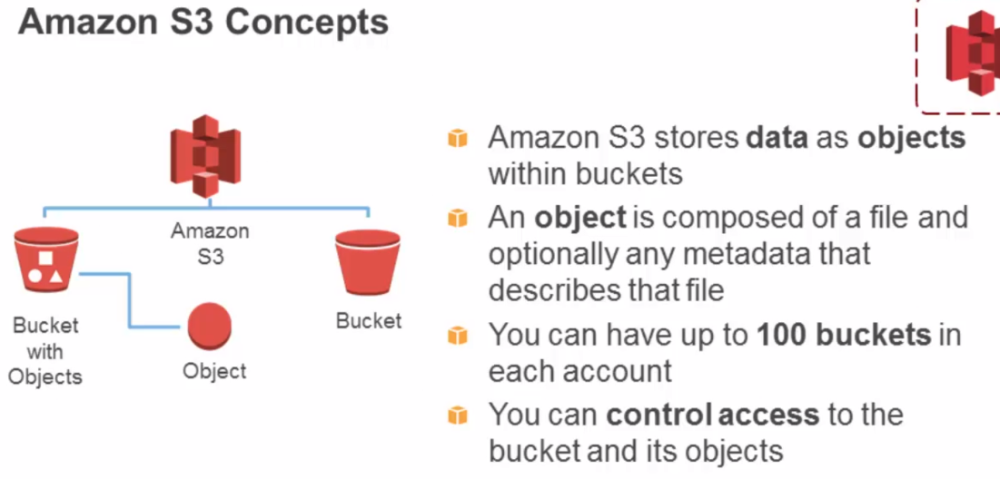 Amazon S3 Concepts
Amazon
S3
Bucket
with
Objects
Object
Bucket
Amazon S3 stores data as objects
within buckets
An object is composed of a file and
optionally any metadata that
describes that file
You can have up to 100 buckets in
each account
You can control access to the
bucket and its objects